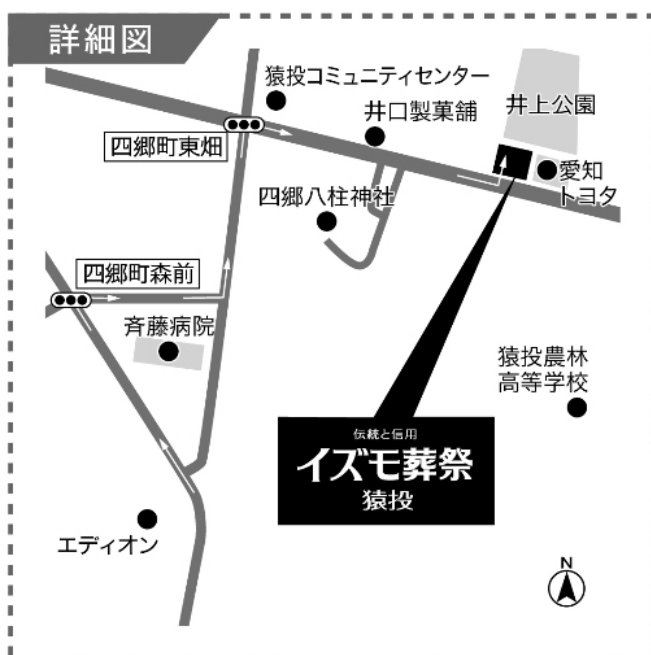 詳細図
猿投コミュニティセンター
井口製菓舗
井上公園
四郷町東畑
愛知
トヨタ
四郷八柱神社
四郷町森前
斉藤病院
猿投農林
高等学校
伝統と信用
イズモ葬祭
猿投
エディオン
N